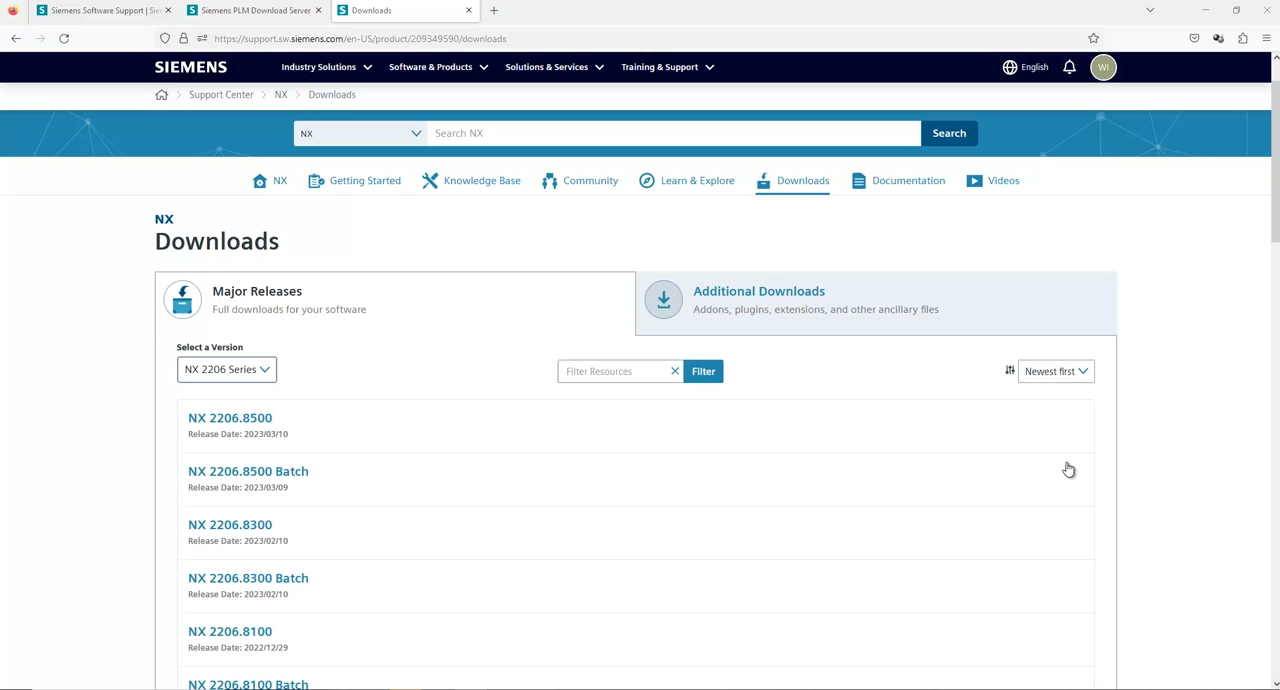 Siemens Software Support | Sie
Siemens PLM Download Server
Downloads
https://support.sw.siemens.com/en-US/product/209349590/downloads
SIEMENS
Industry Solutions
Software & Products
Solutions & Services
Training & Support
English
WI
Support Center
NX
Downloads
NX
Search NX
Search
NX
Getting Started
Knowledge Base
Community
Learn & Explore
Downloads
Documentation
Videos
NX
Downloads
Major Releases
Full downloads for your software
Additional Downloads
Addons, plugins, extensions, and other ancillary files
Select a Version
NX 2206 Series
Filter Resources
Filter
Newest first
NX 2206.8500
Release Date: 2023/03/10
NX 2206.8500 Batch
Release Date: 2023/03/09
NX 2206.8300
Release Date: 2023/02/10
NX 2206.8300 Batch
Release Date: 2023/02/10
NX 2206.8100
Release Date: 2022/12/29
NX 2206.8100 Batch